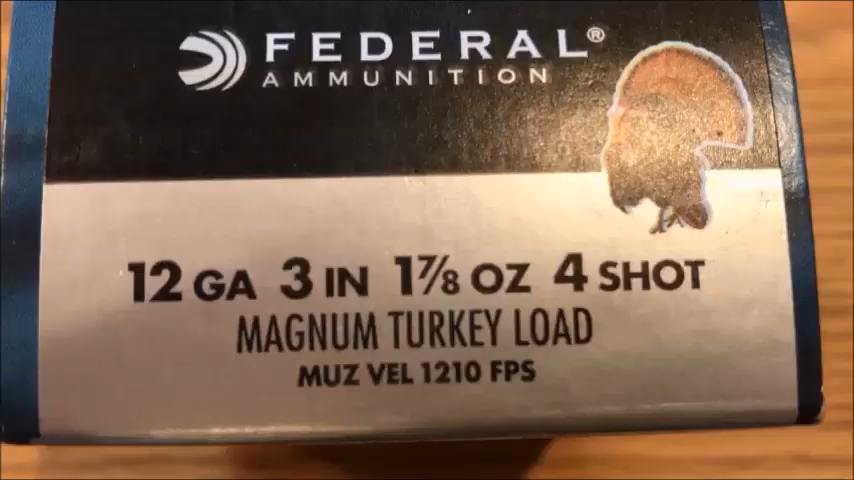 FEDERAL®
AMMUNITION
12 GA 3 IN 1⅞ OZ 4 SHOT
MAGNUM TURKEY LOAD
MUZ VEL 1210 FPS